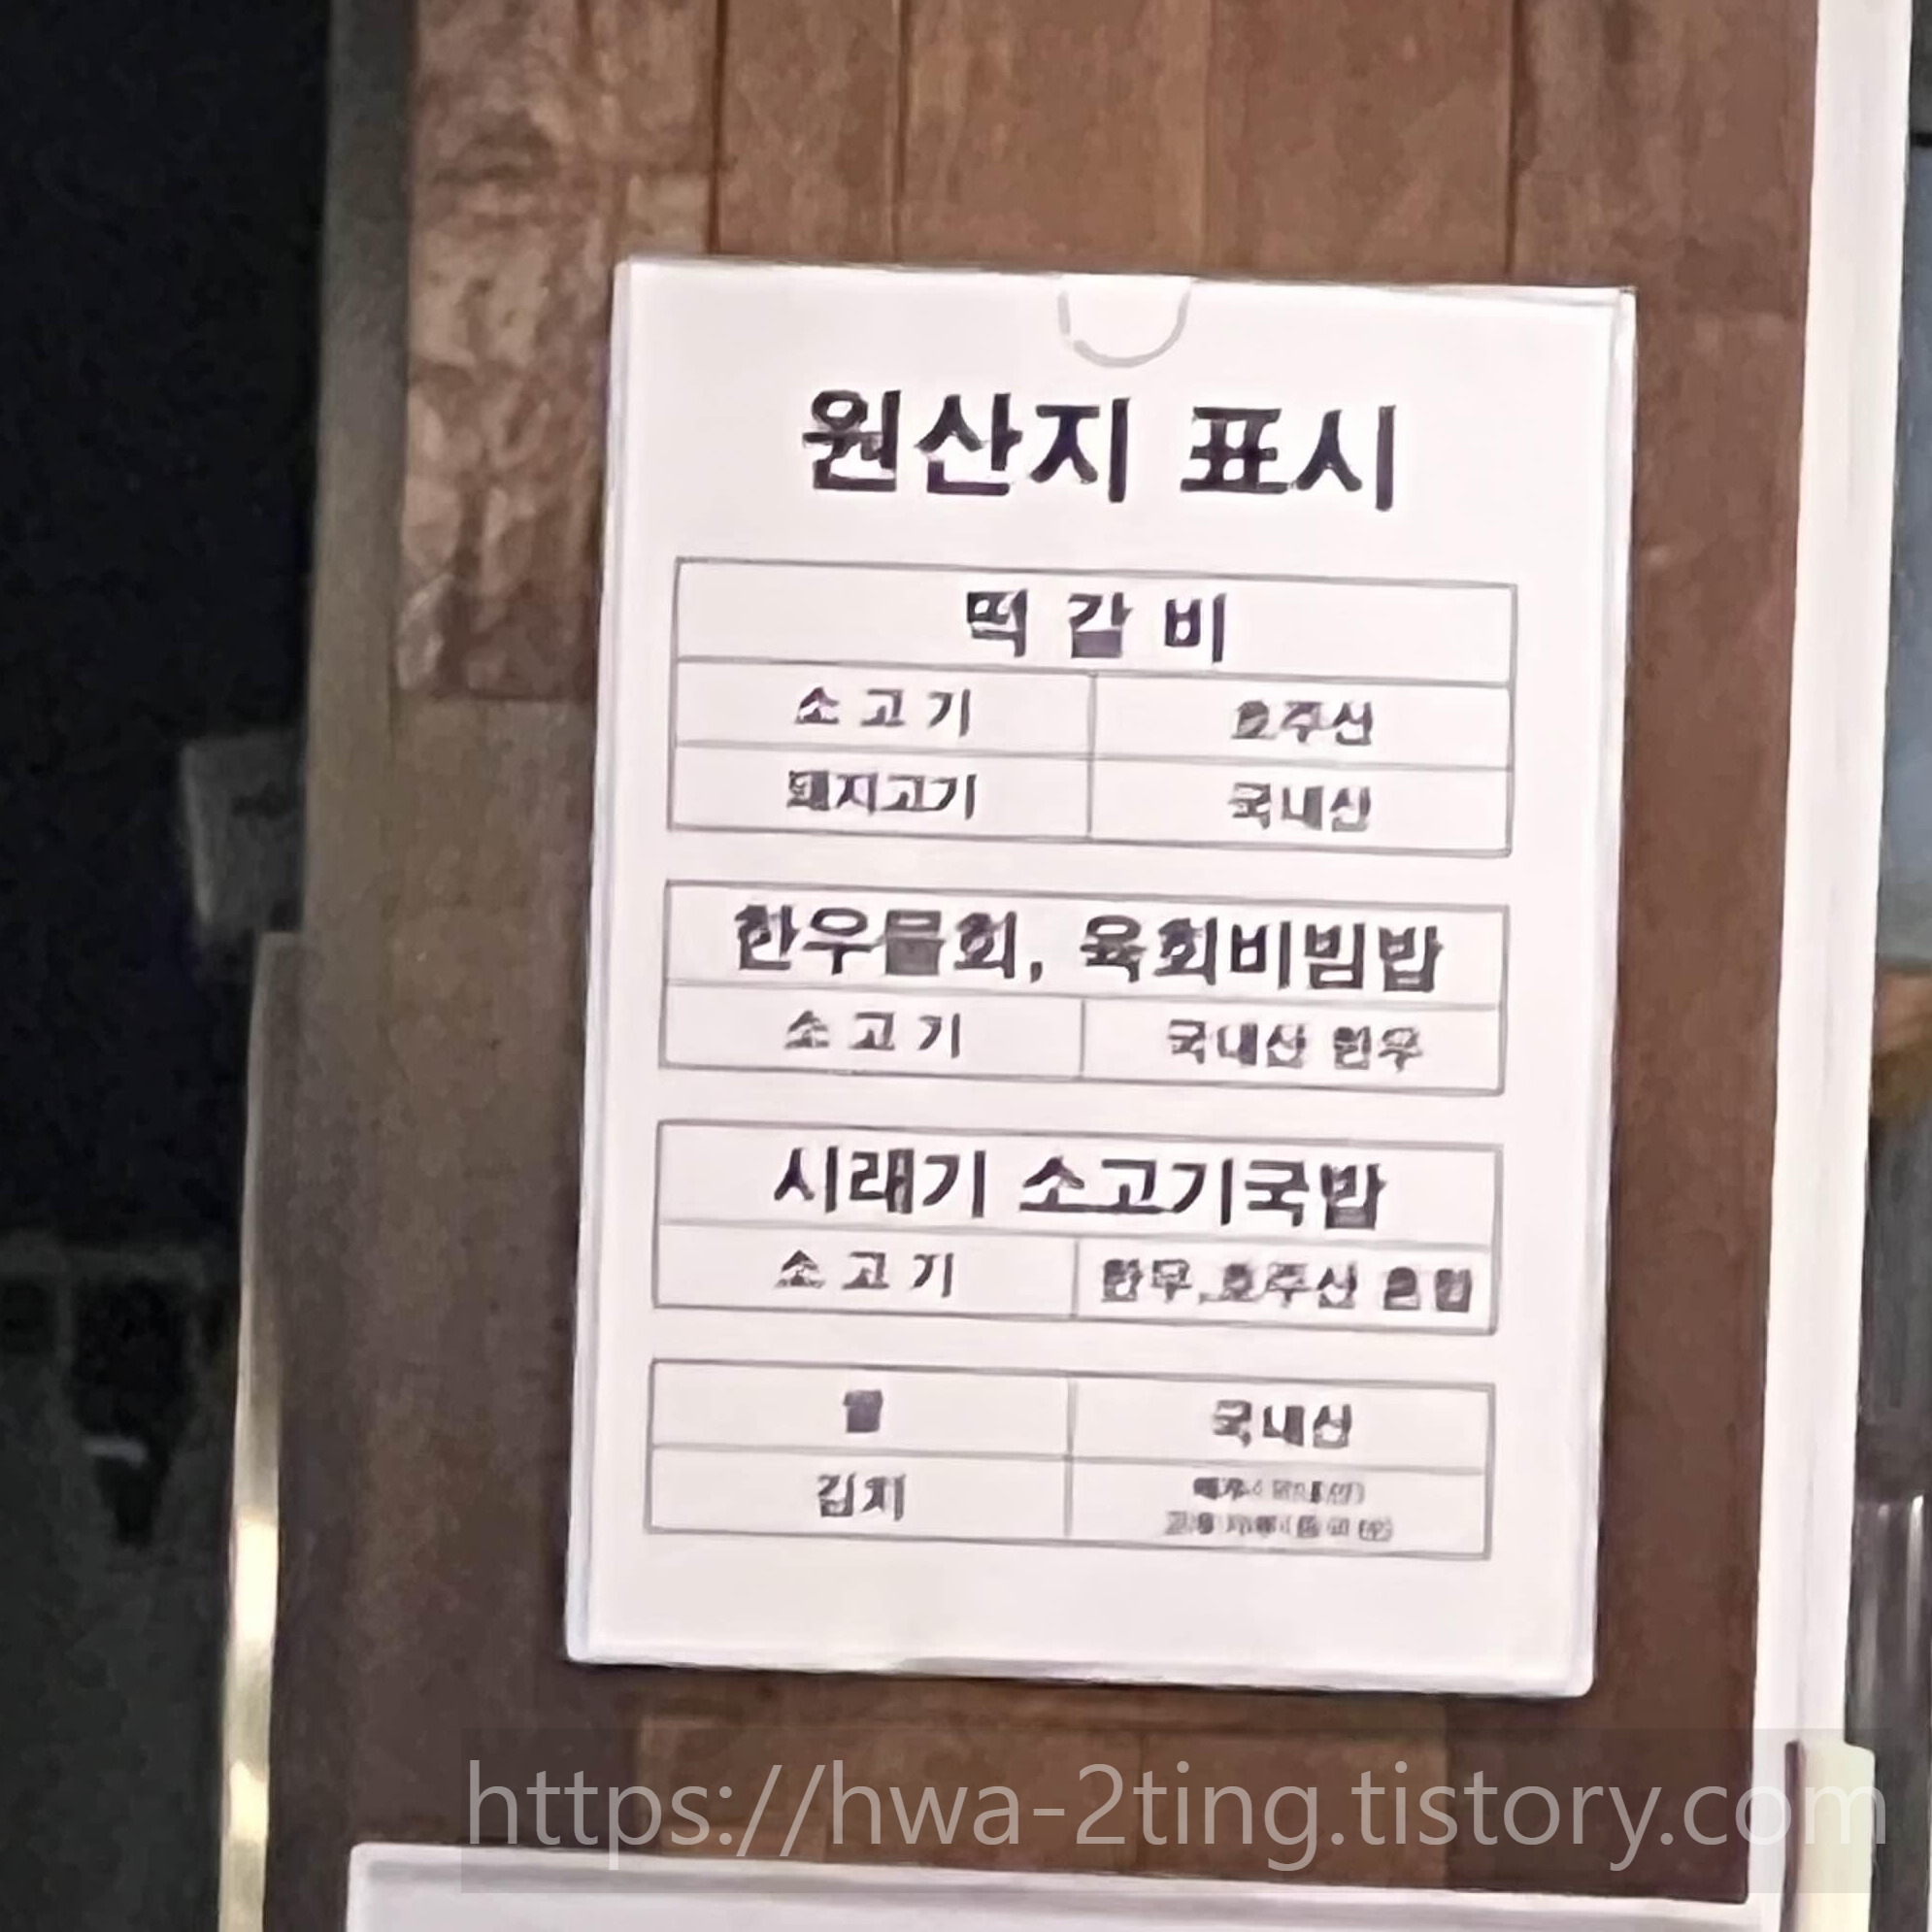 원산지 표시
떡 갈 비
소 고 기 호주산
돼지고기 국내산
한우물회, 육회비빔밥
소 고 기 국내산 한우
시래기 소고기국밥
소 고 기 한우,호주산 혼합
쌀 국내산
김치
https://hwa-2ting.tistory.com